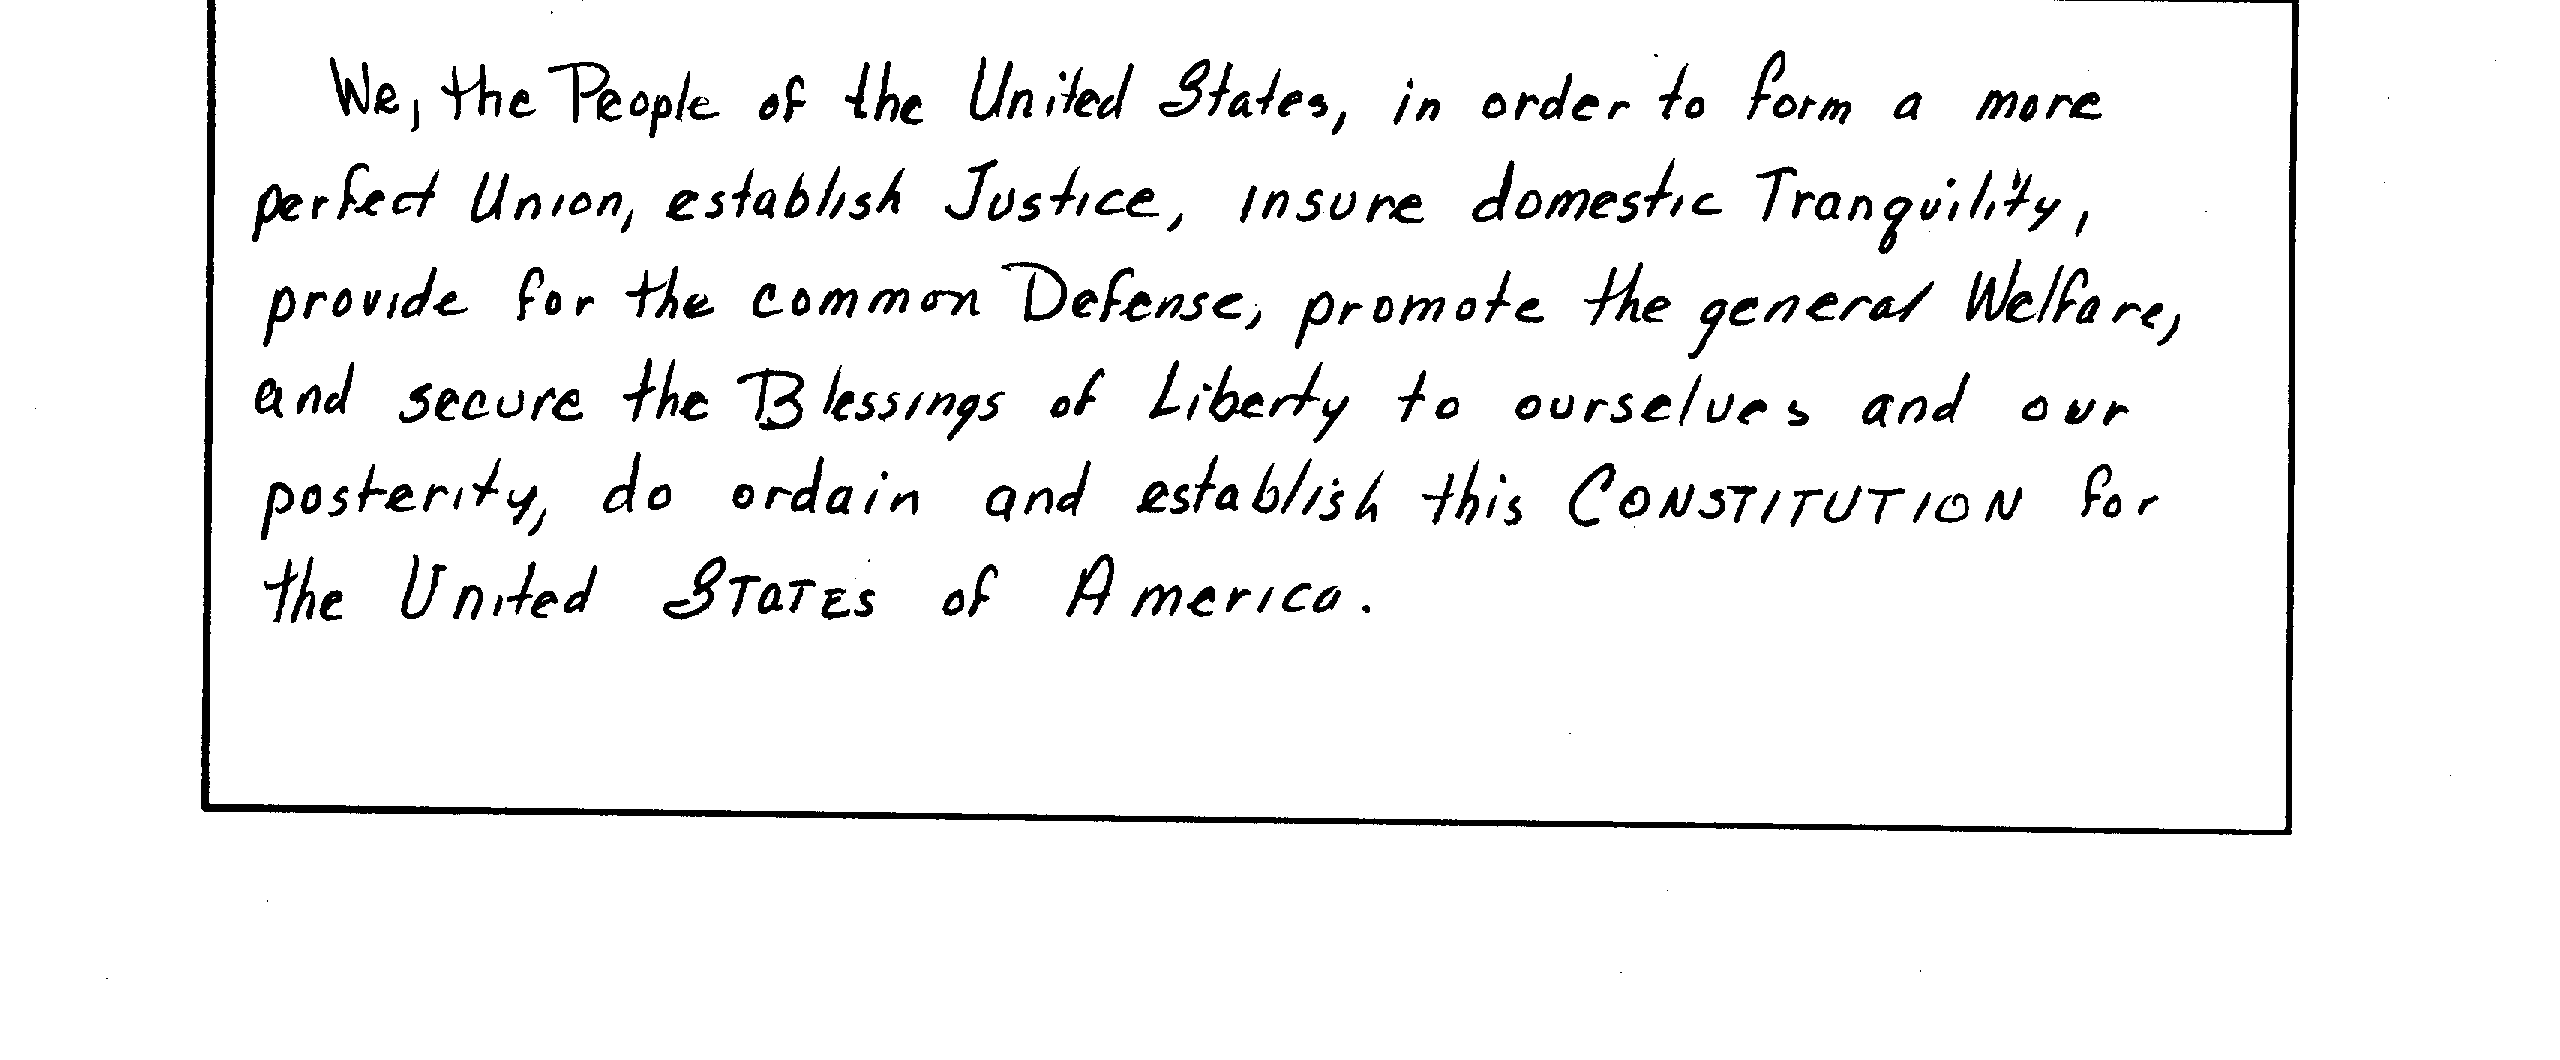 We, the People of the United States, in order to form a more
perfect Union, establish Justice, insure domestic Tranquility,
provide for the common Defense, promote the general Welfare,
and secure the Blessings of Liberty to ourselves and our
posterity, do ordain and establish this CONSTITUTION for
the United STaTES of America.